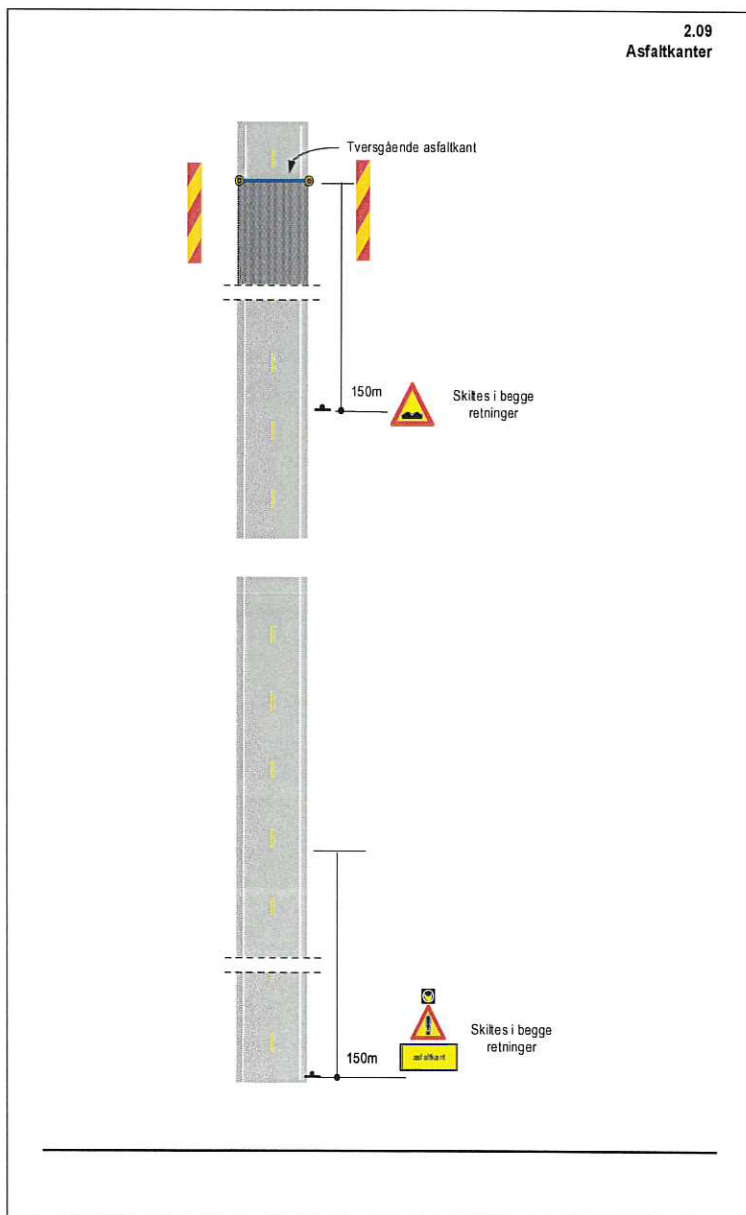 2.09
Asfaltkanter
Tversgående asfaltkant
150m
Skiltes i begge
retninger
Skiltes i begge
retninger
asfaltkant
150m